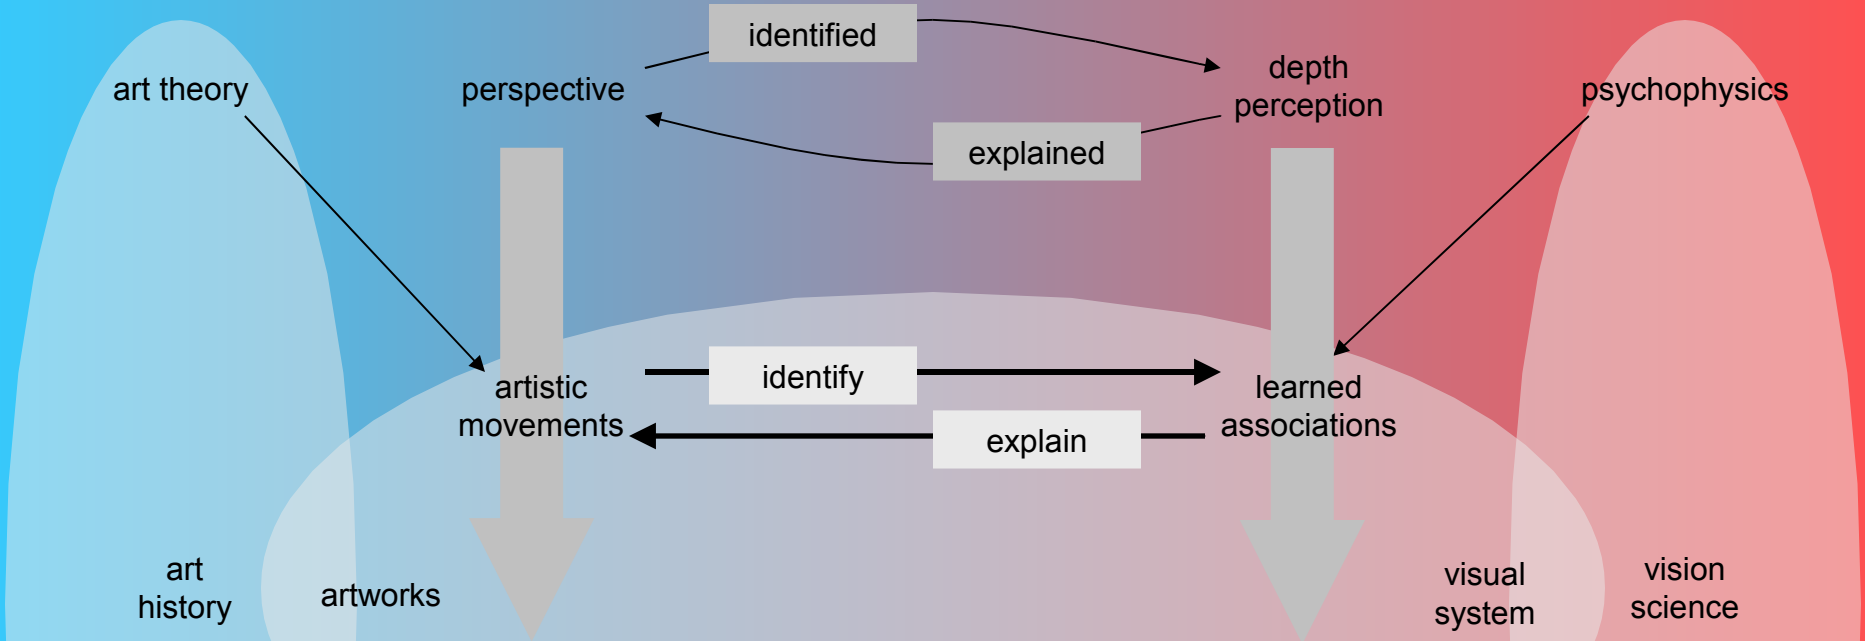 identified
art theory
perspective
depth
perception
psychophysics
explained
artistic
movements
identify
learned
associations
explain
art
history
artworks
visual
system
vision
science